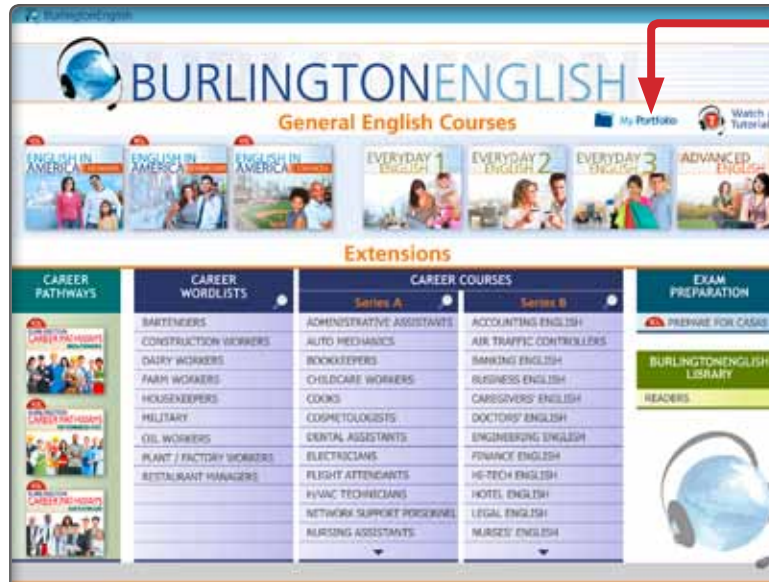 BurlingtonEnglish
BURLINGTONENGLISH
General English Courses
My Portfolio
Watch
Tutorial
ENGLISH IN AMERICA
ENGLISH IN AMERICA
ENGLISH IN AMERICA
EVERYDAY ENGLISH 1
EVERYDAY ENGLISH 2
EVERYDAY ENGLISH 3
ADVANCED ENGLISH
Extensions
CAREER
PATHWAYS
BURLINGTON
CAREER PATHWAYS
BURLINGTON
CAREER PATHWAYS
BURLINGTON
CAREER PATHWAYS
CAREER
WORDLISTS
BARTENDERS
CONSTRUCTION WORKERS
DAIRY WORKERS
FARM WORKERS
HOUSEKEEPERS
MILITARY
OIL WORKERS
PLANT / FACTORY WORKERS
RESTAURANT MANAGERS
CAREER COURSES
Series A
ADMINISTRATIVE ASSISTANTS
AUTO MECHANICS
BOOKKEEPERS
CHILDCARE WORKERS
COOKS
COSMETOLOGISTS
DENTAL ASSISTANTS
ELECTRICIANS
FLIGHT ATTENDANTS
H/VAC TECHNICIANS
NETWORK SUPPORT PERSONNEL
NURSING ASSISTANTS
Series B
ACCOUNTING ENGLISH
AIR TRAFFIC CONTROLLERS
BANKING ENGLISH
BUSINESS ENGLISH
CAREGIVERS' ENGLISH
DOCTORS' ENGLISH
ENGINEERING ENGLISH
FINANCE ENGLISH
HI-TECH ENGLISH
HOTEL ENGLISH
LEGAL ENGLISH
NURSES' ENGLISH
EXAM
PREPARATION
PREPARE FOR CASAS
BURLINGTONENGLISH
LIBRARY
READERS